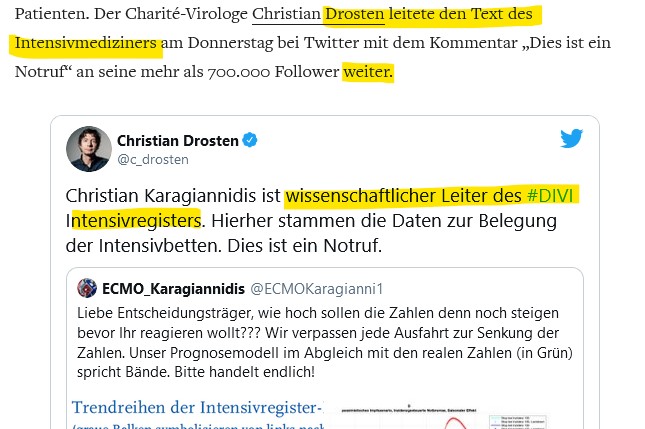 Patienten. Der Charité-Virologe Christian Drosten leitete den Text des
Intensivmediziners am Donnerstag bei Twitter mit dem Kommentar „Dies ist ein
Notruf“ an seine mehr als 700.000 Follower weiter.
Christian Drosten
@c_drosten
Christian Karagiannidis ist wissenschaftlicher Leiter des #DIVI
Intensivregisters. Hierher stammen die Daten zur Belegung
der Intensivbetten. Dies ist ein Notruf.
ECMO_Karagiannidis @ECMOKaragianni1
Liebe Entscheidungsträger, wie hoch sollen die Zahlen denn noch steigen
bevor Ihr reagieren wollt??? Wir verpassen jede Ausfahrt zur Senkung der
Zahlen. Unser Prognosemodell im Abgleich mit den realen Zahlen (in Grün)
spricht Bände. Bitte handelt endlich!
Trendreihen der Intensivregister-